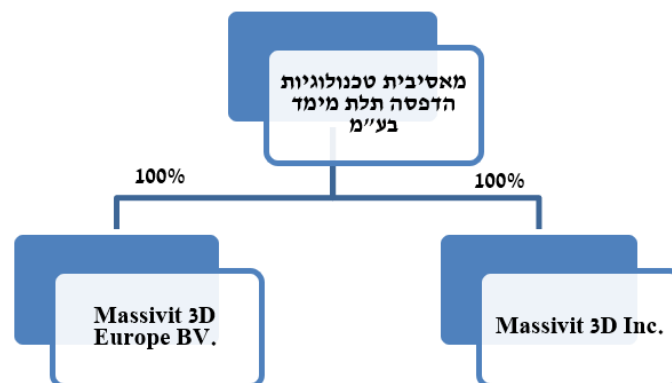 מאסיבית טכנולוגיות
הדפסה תלת מימד
בע"מ
100%
100%
Massivit 3D
Europe BV.
Massivit 3D Inc.